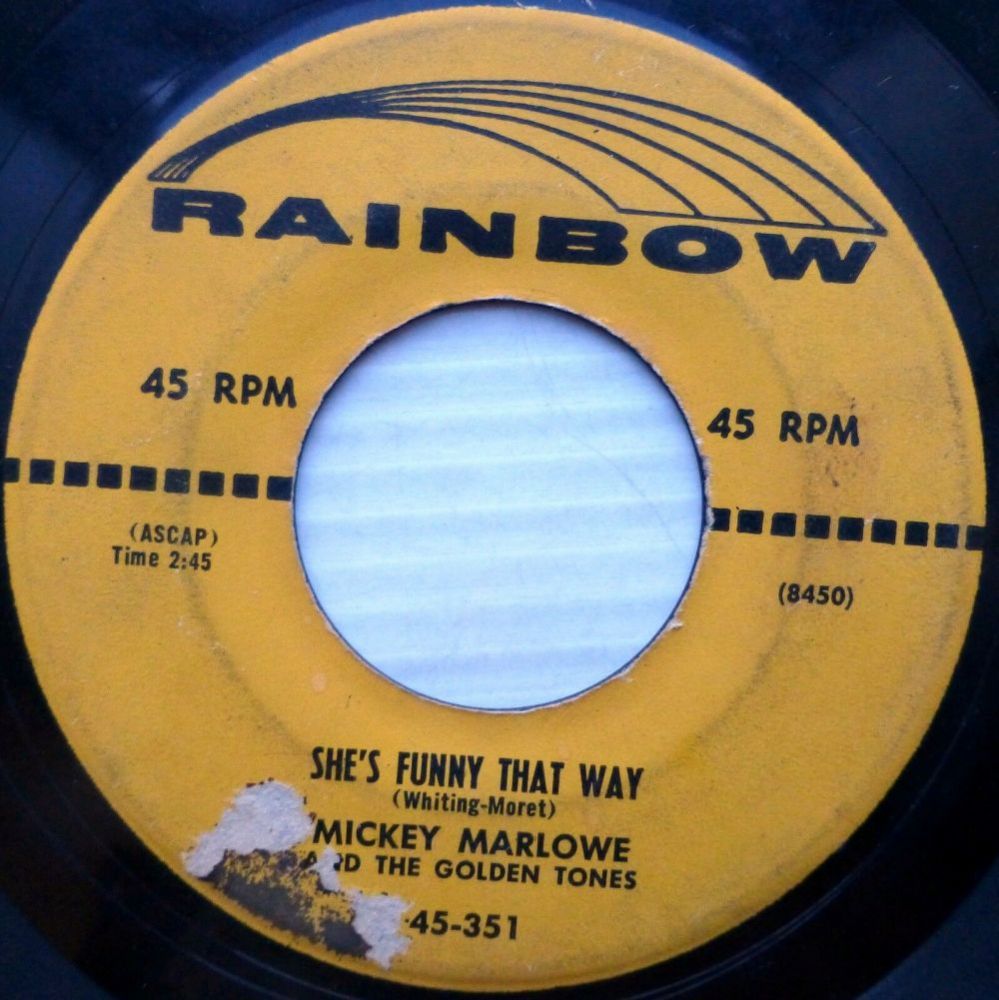 RAINBOW
45 RPM
45 RPM
(ASCAP)
Time 2:45
(8450)
SHE'S FUNNY THAT WAY
(Whiting-Moret)
MICKEY MARLOWE
AND THE GOLDEN TONES
45-351